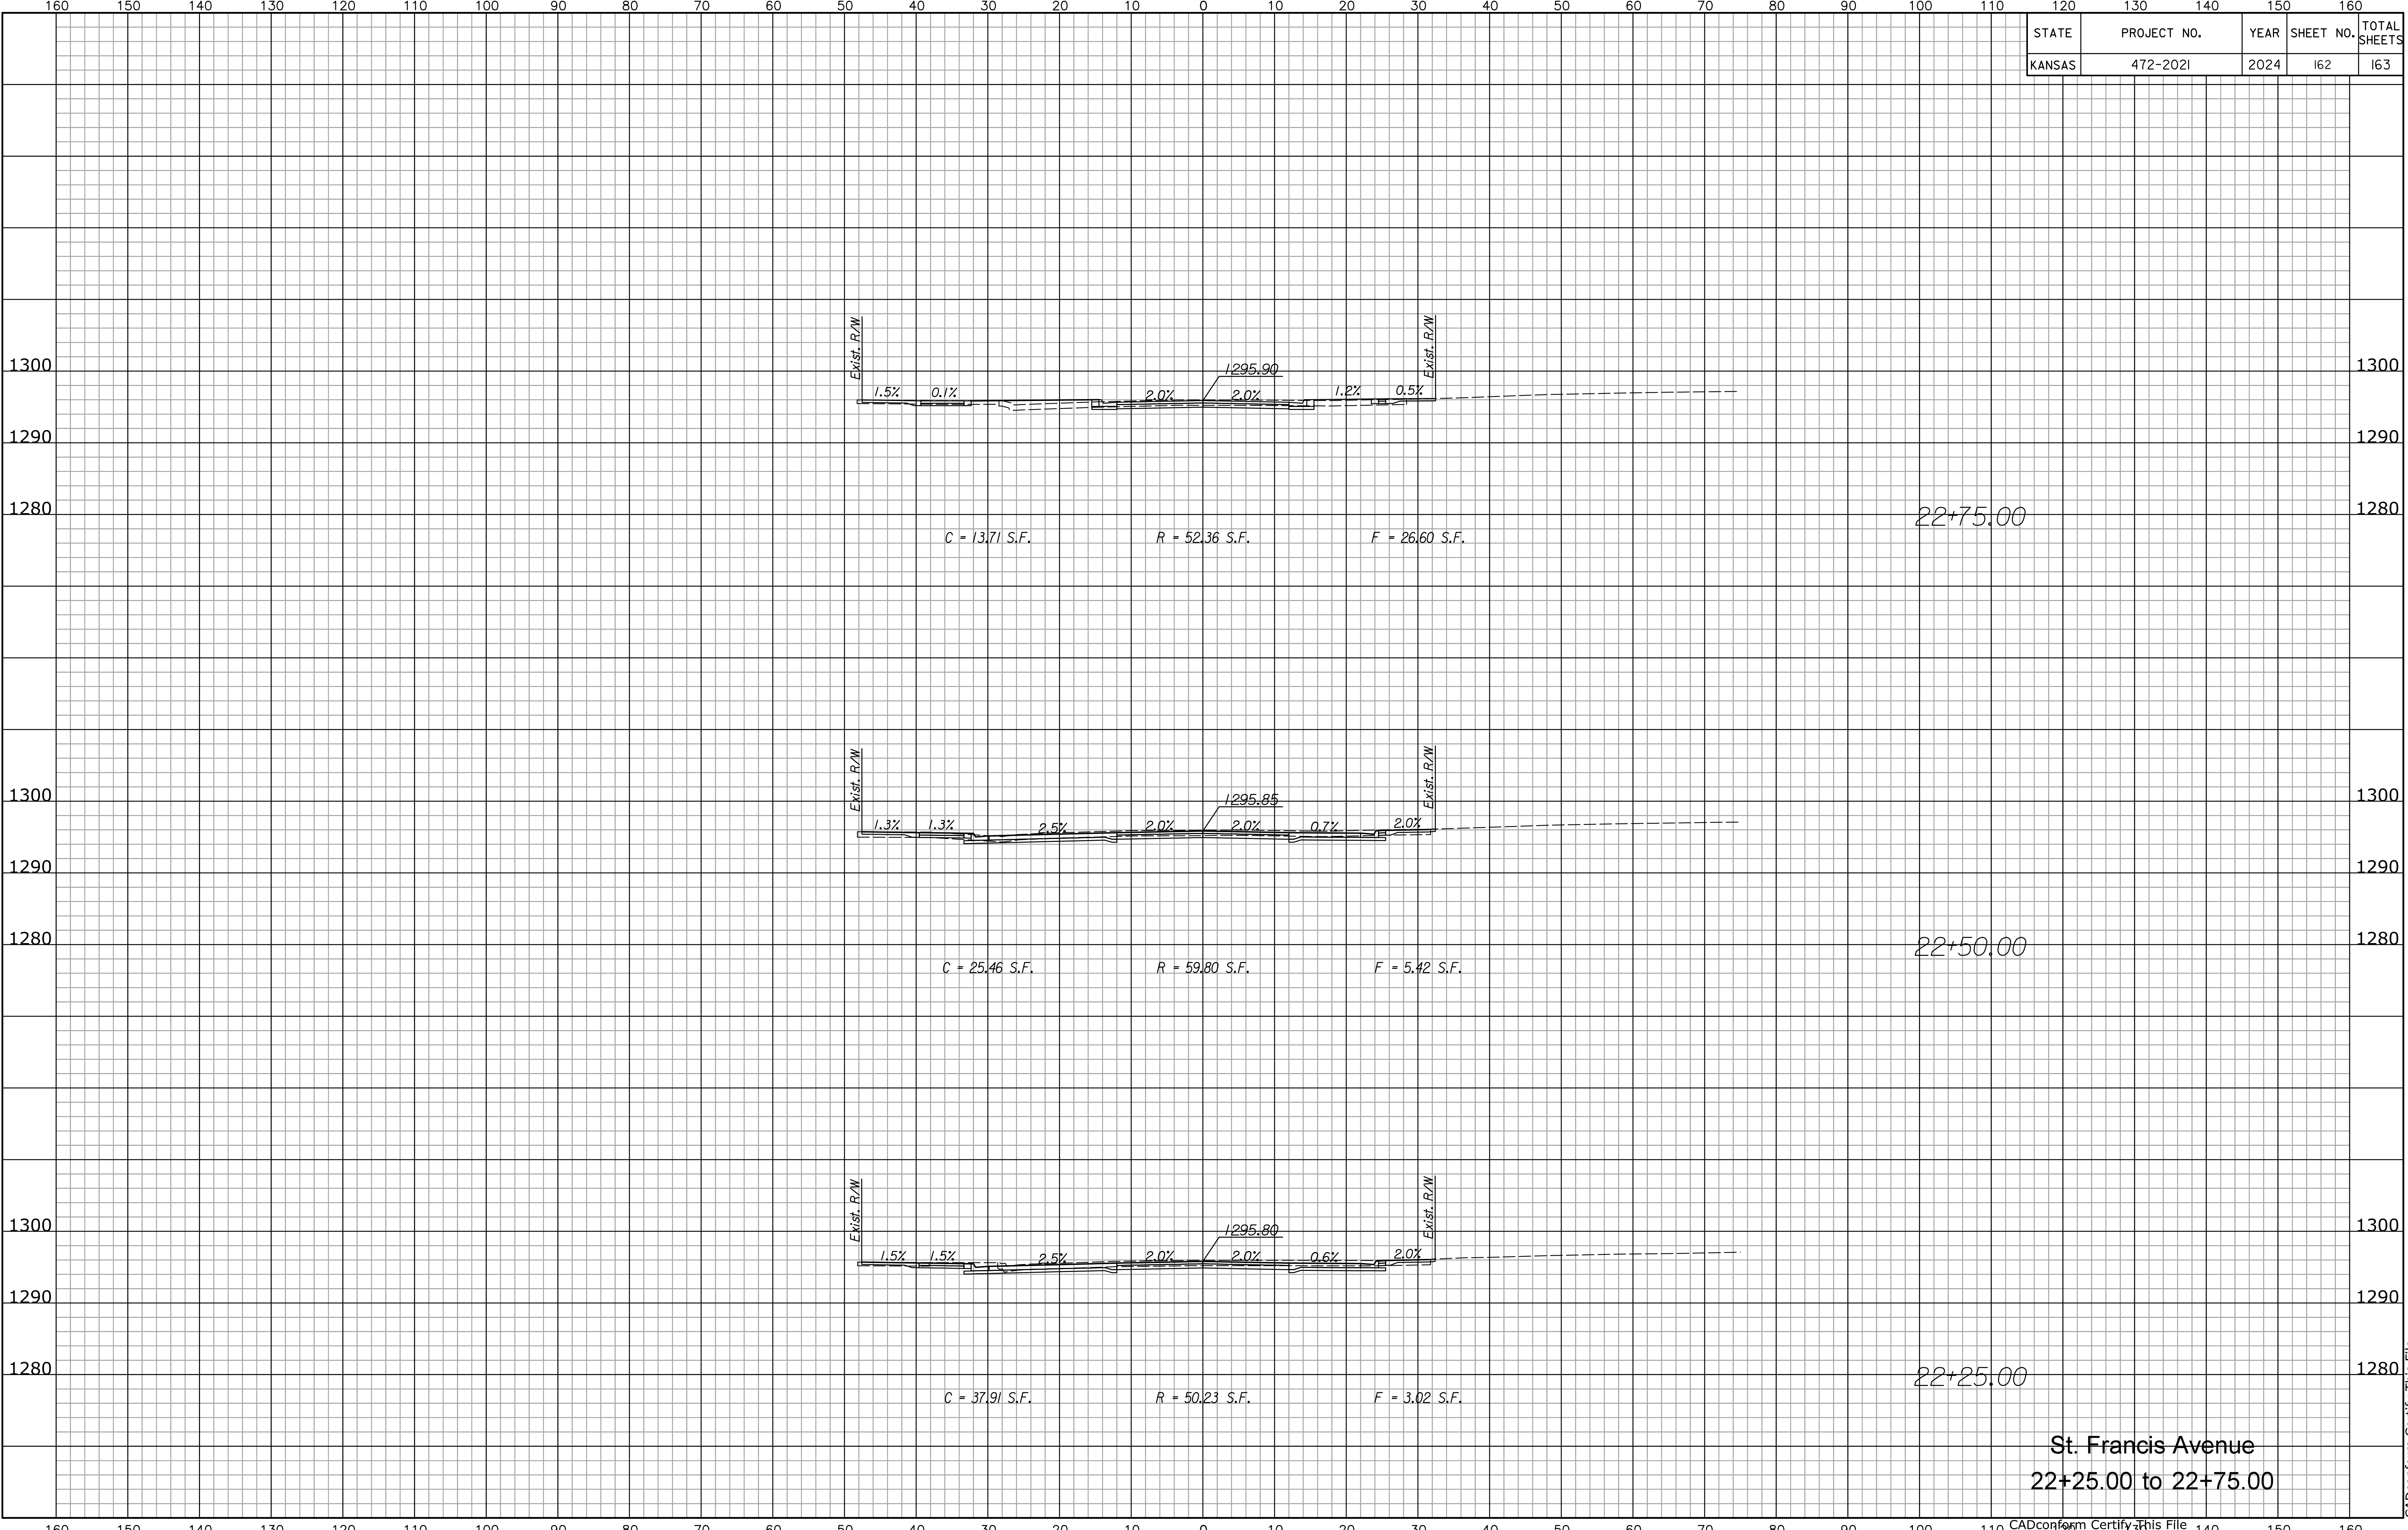 160 150 140 130 120 110 100 90 80 70 60 50 40 30 20 10 0 10 20 30 40 50 60 70 80 90 100 110 120 130 140 150 160
STATE PROJECT NO. YEAR SHEET NO. TOTAL SHEETS
KANSAS 472-2021 2024 162 163
Exist. R/W Exist. R/W
1300 1295.90 1300
1.5% 0.1% 2.0% 2.0% 1.2% 0.5%
1290 1290
1280 22+75.00 1280
C = 13.71 S.F. R = 52.36 S.F. F = 26.60 S.F.
Exist. R/W Exist. R/W
1300 1295.85 1300
1.3% 1.3% 2.5% 2.0% 2.0% 0.7% 2.0%
1290 1290
1280 22+50.00 1280
C = 25.46 S.F. R = 59.80 S.F. F = 5.42 S.F.
Exist. R/W Exist. R/W
1300 1295.80 1300
1.5% 1.5% 2.5% 2.0% 2.0% 0.6% 2.0%
1290 1290
1280 22+25.00 1280
C = 37.91 S.F. R = 50.23 S.F. F = 3.02 S.F.
St. Francis Avenue
22+25.00 to 22+75.00
160 150 140 130 120 110 100 90 80 70 60 50 40 30 20 10 0 10 20 30 40 50 60 70 80 90 100 110 120 130 140 150 160
CADconform Certify This File